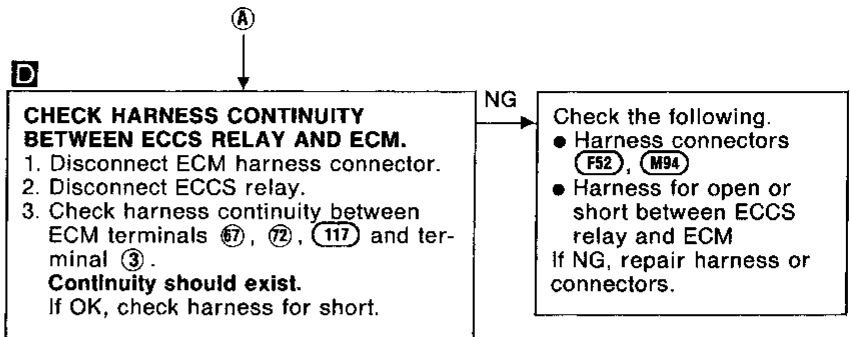 Ⓐ
D
CHECK HARNESS CONTINUITY
BETWEEN ECCS RELAY AND ECM.
1. Disconnect ECM harness connector.
2. Disconnect ECCS relay.
3. Check harness continuity between
ECM terminals 67, 72, 117 and ter-
minal ③.
Continuity should exist.
If OK, check harness for short.
NG
Check the following.
● Harness connectors
F52, M94
● Harness for open or
short between ECCS
relay and ECM
If NG, repair harness or
connectors.